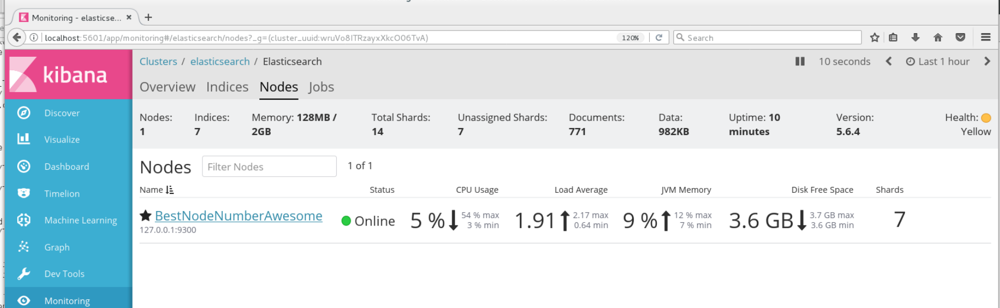 Monitoring - elasticse...
localhost:5601/app/monitoring#/elasticsearch/nodes?_g=(cluster_uuid:wruVo8ITRzayxXkcO06TvA)
120%
Search
kibana
Clusters / elasticsearch / Elasticsearch
10 seconds
Last 1 hour
Overview Indices Nodes Jobs
Discover
Visualize
Dashboard
Timelion
Machine Learning
Graph
Dev Tools
Monitoring
Nodes:
1
Indices:
7
Memory: 128MB /
2GB
Total Shards:
14
Unassigned Shards:
7
Documents:
771
Data:
982KB
Uptime: 10
minutes
Version:
5.6.4
Health:
Yellow
Nodes
Filter Nodes
1 of 1
Name Status CPU Usage Load Average JVM Memory Disk Free Space Shards
BestNodeNumberAwesome
127.0.0.1:9300
Online
5 %
54 % max
3 % min
1.91
2.17 max
0.64 min
9 %
12 % max
7 % min
3.6 GB
3.7 GB max
3.6 GB min
7